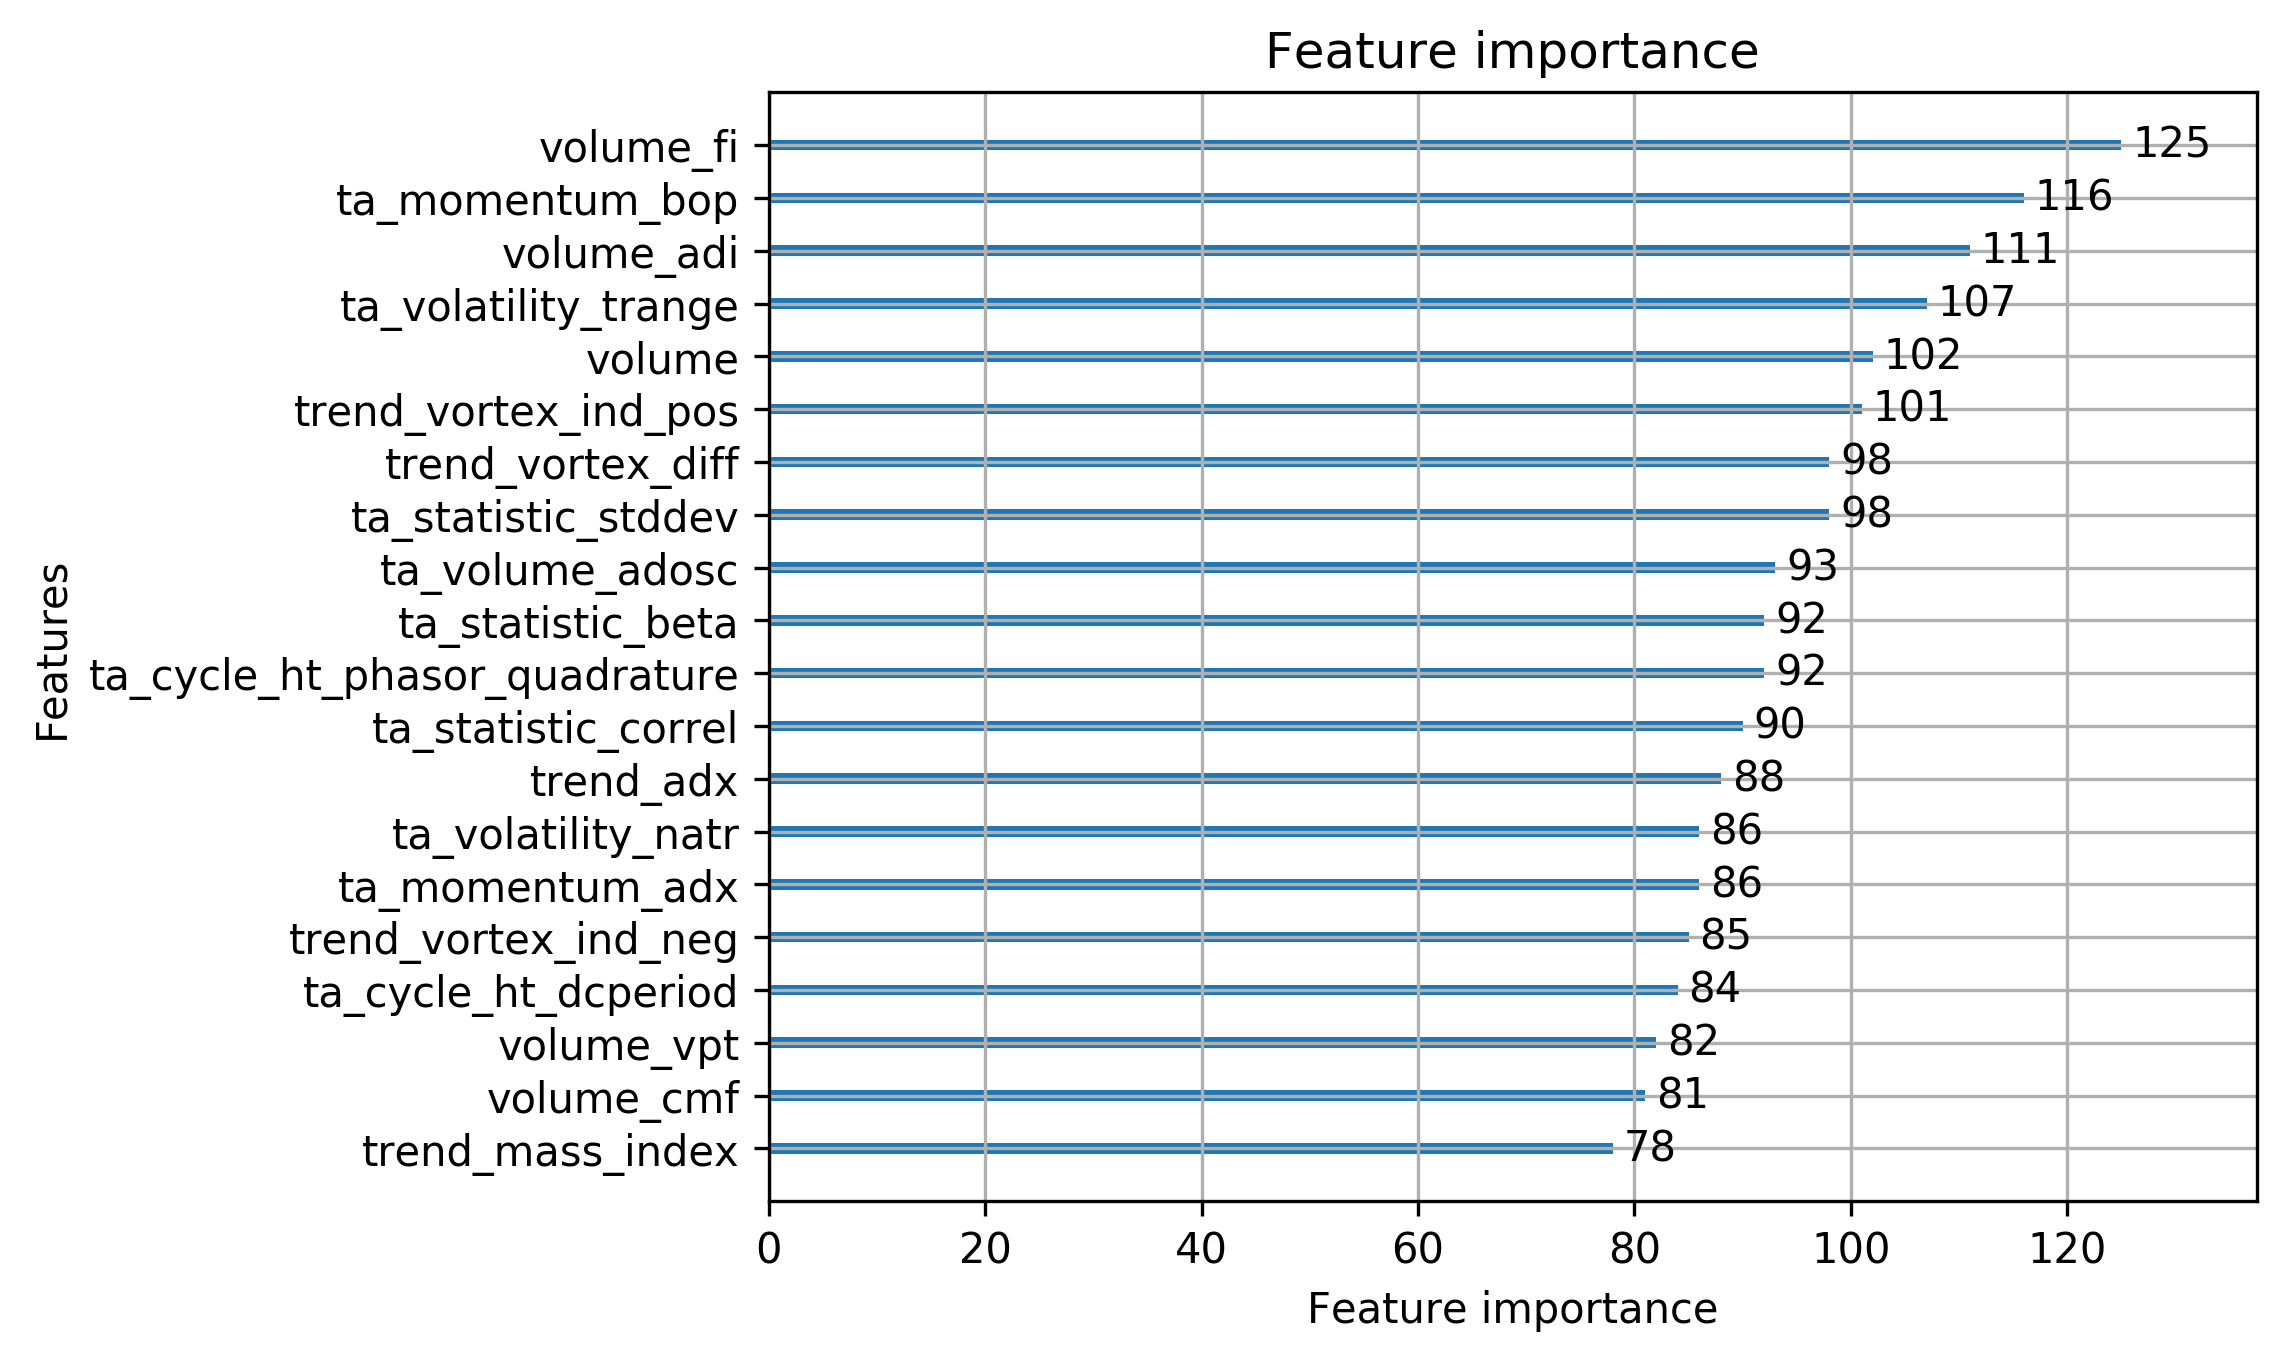 Feature importance
volume_fi 125
ta_momentum_bop 116
volume_adi 111
ta_volatility_trange 107
volume 102
trend_vortex_ind_pos 101
trend_vortex_diff 98
ta_statistic_stddev 98
ta_volume_adosc 93
ta_statistic_beta 92
ta_cycle_ht_phasor_quadrature 92
ta_statistic_correl 90
trend_adx 88
ta_volatility_natr 86
ta_momentum_adx 86
trend_vortex_ind_neg 85
ta_cycle_ht_dcperiod 84
volume_vpt 82
volume_cmf 81
trend_mass_index 78
Features
0 20 40 60 80 100 120
Feature importance